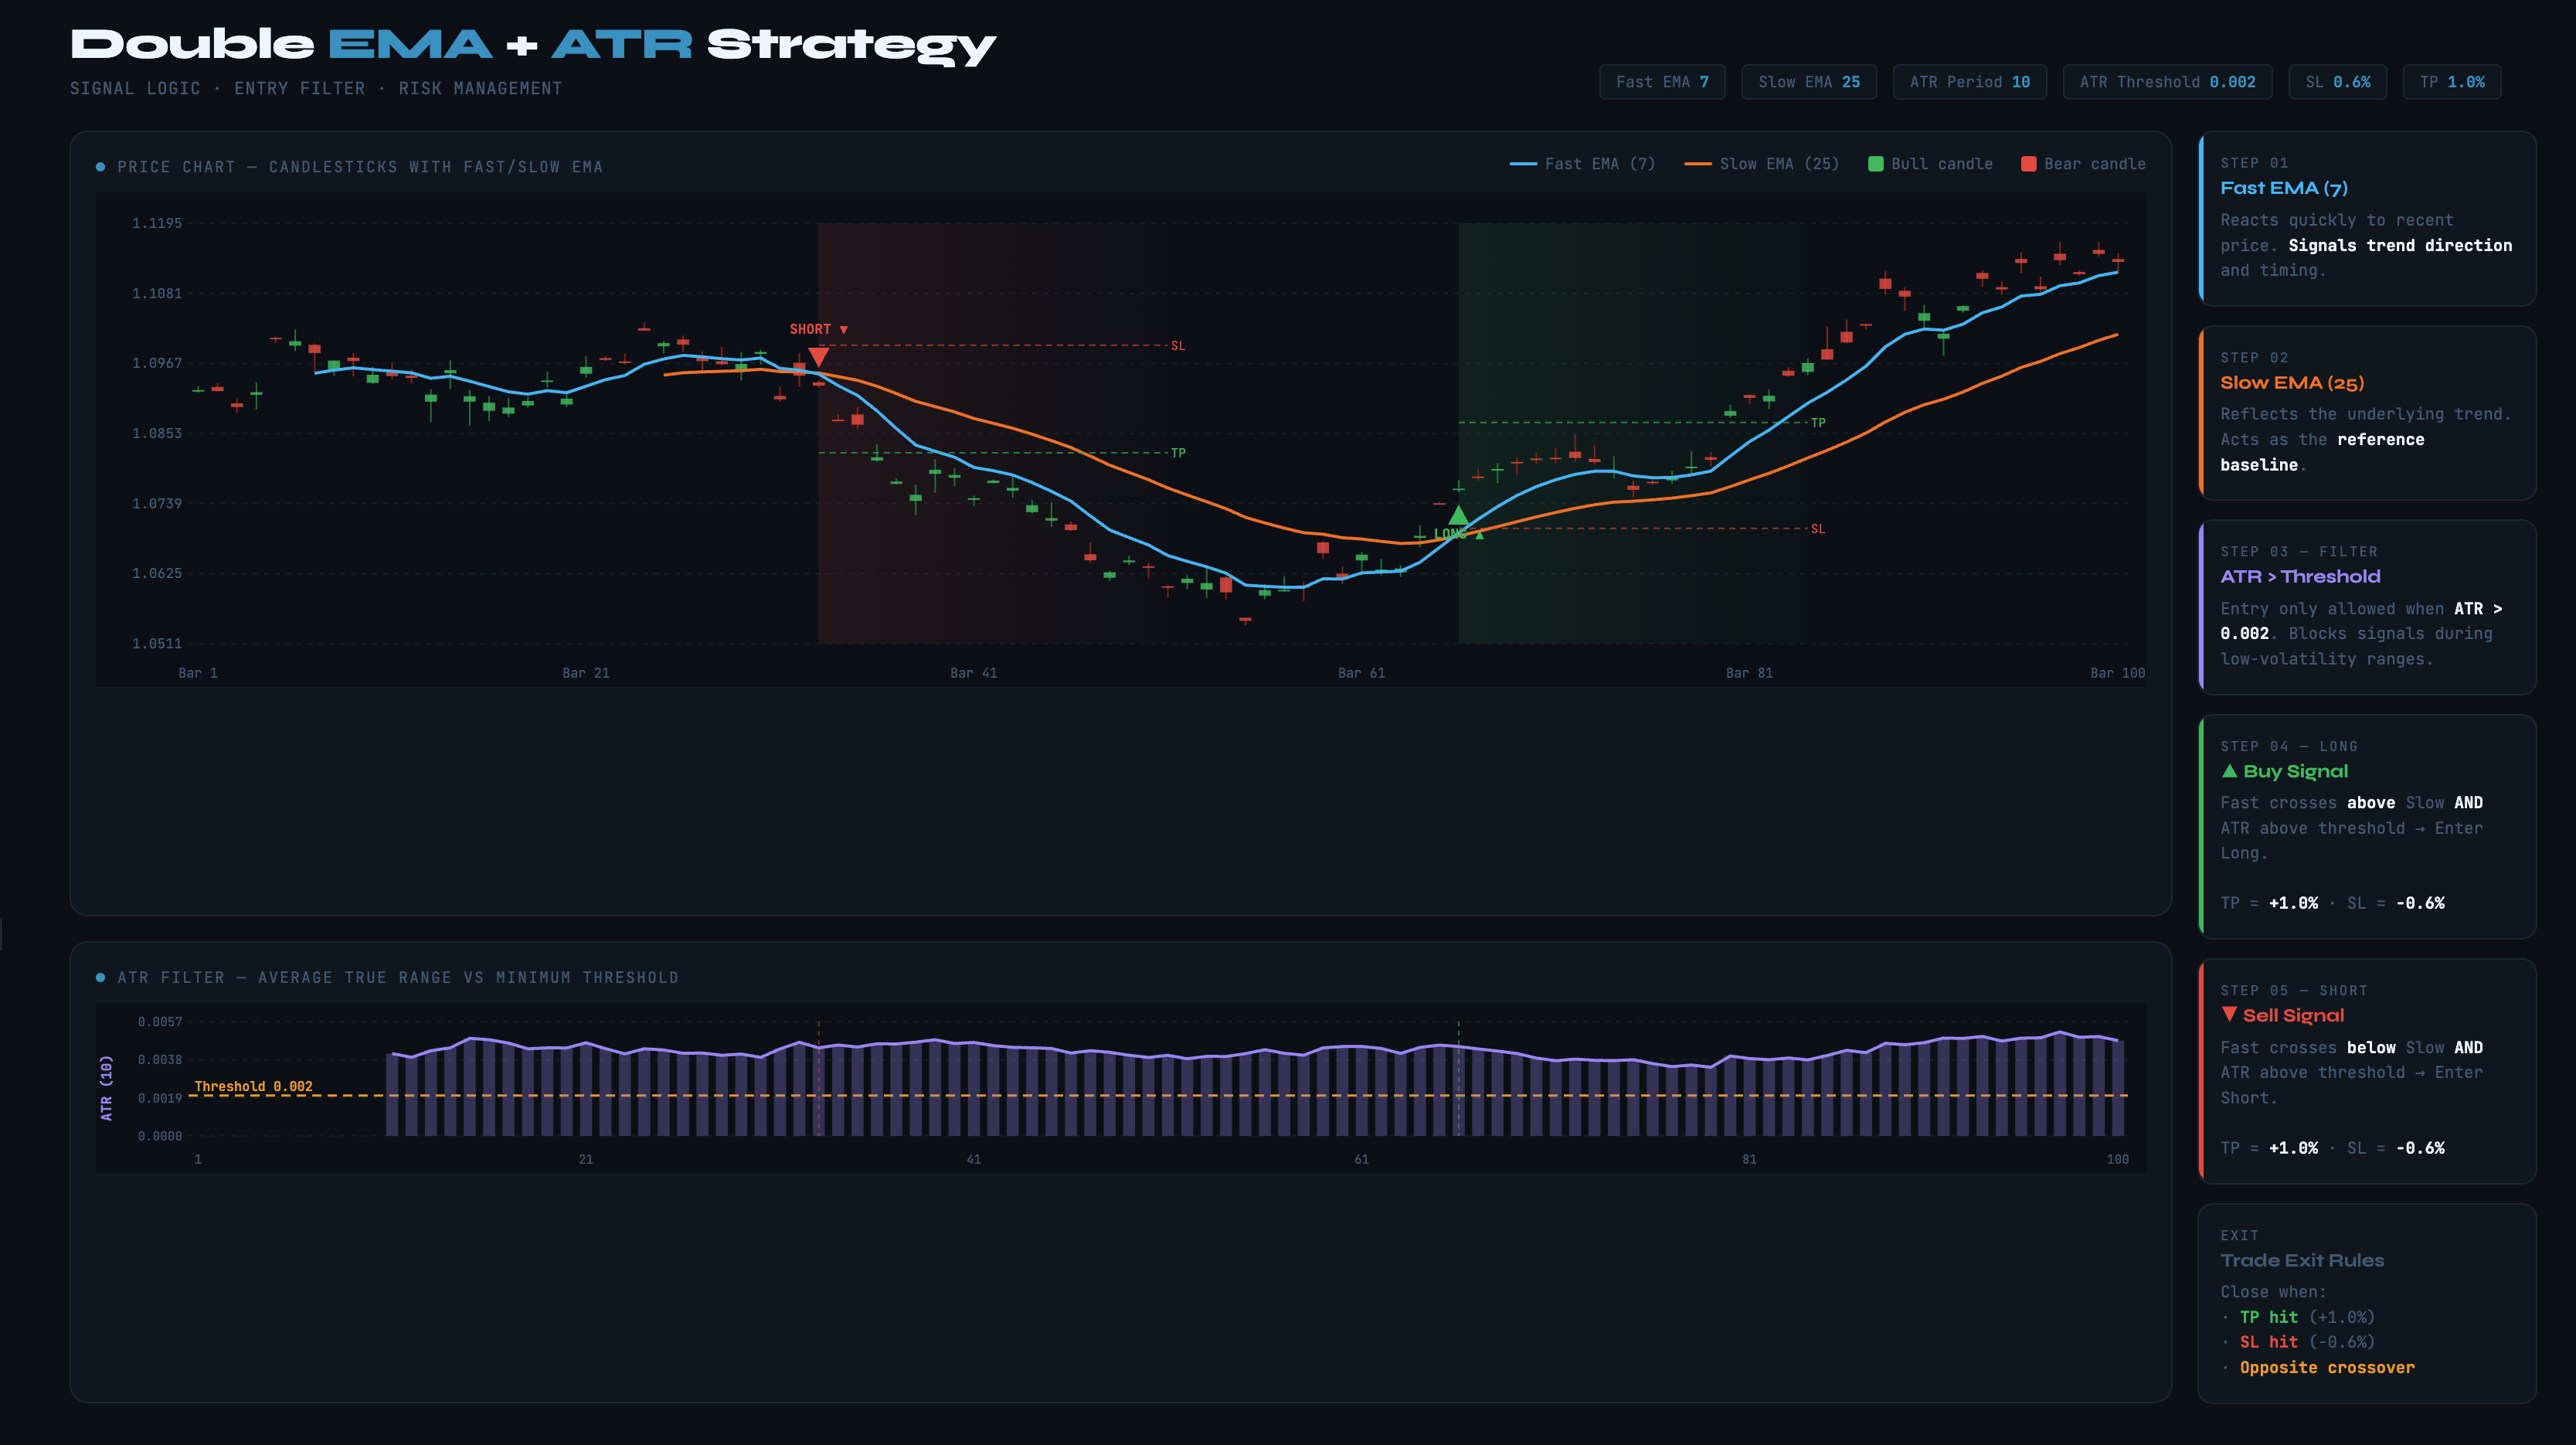 Double EMA + ATR Strategy
SIGNAL LOGIC · ENTRY FILTER · RISK MANAGEMENT
Fast EMA 7
Slow EMA 25
ATR Period 10
ATR Threshold 0.002
SL 0.6%
TP 1.0%
PRICE CHART — CANDLESTICKS WITH FAST/SLOW EMA
Fast EMA (7)
Slow EMA (25)
Bull candle
Bear candle
1.1195
1.1081
1.0967
1.0853
1.0739
1.0625
1.0511
SHORT ▼
SL
TP
TP
LONG ▲
SL
Bar 1
Bar 21
Bar 41
Bar 61
Bar 81
Bar 100
ATR FILTER — AVERAGE TRUE RANGE VS MINIMUM THRESHOLD
ATR (10)
0.0057
0.0038
Threshold 0.002
0.0019
0.0000
1
21
41
61
81
100
STEP 01
Fast EMA (7)
Reacts quickly to recent
price. Signals trend direction
and timing.
STEP 02
Slow EMA (25)
Reflects the underlying trend.
Acts as the reference
baseline.
STEP 03 — FILTER
ATR > Threshold
Entry only allowed when ATR >
0.002. Blocks signals during
low-volatility ranges.
STEP 04 — LONG
▲ Buy Signal
Fast crosses above Slow AND
ATR above threshold → Enter
Long.
TP = +1.0% · SL = -0.6%
STEP 05 — SHORT
▼ Sell Signal
Fast crosses below Slow AND
ATR above threshold → Enter
Short.
TP = +1.0% · SL = -0.6%
EXIT
Trade Exit Rules
Close when:
· TP hit (+1.0%)
· SL hit (-0.6%)
· Opposite crossover